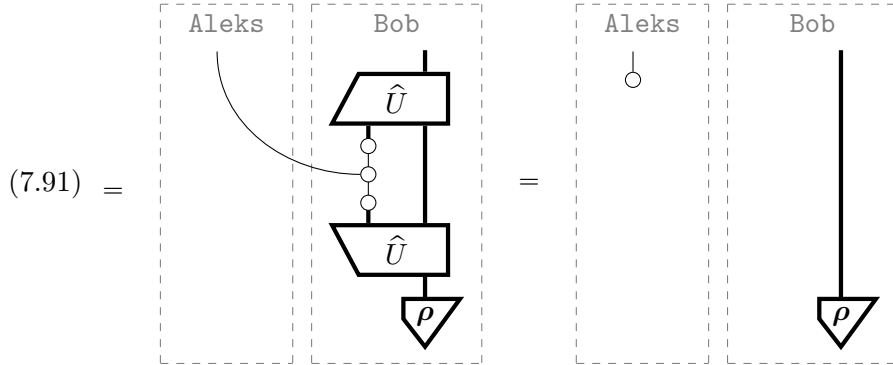 Aleks Bob Aleks Bob
Û
(7.91) = =
Û
ρ ρ